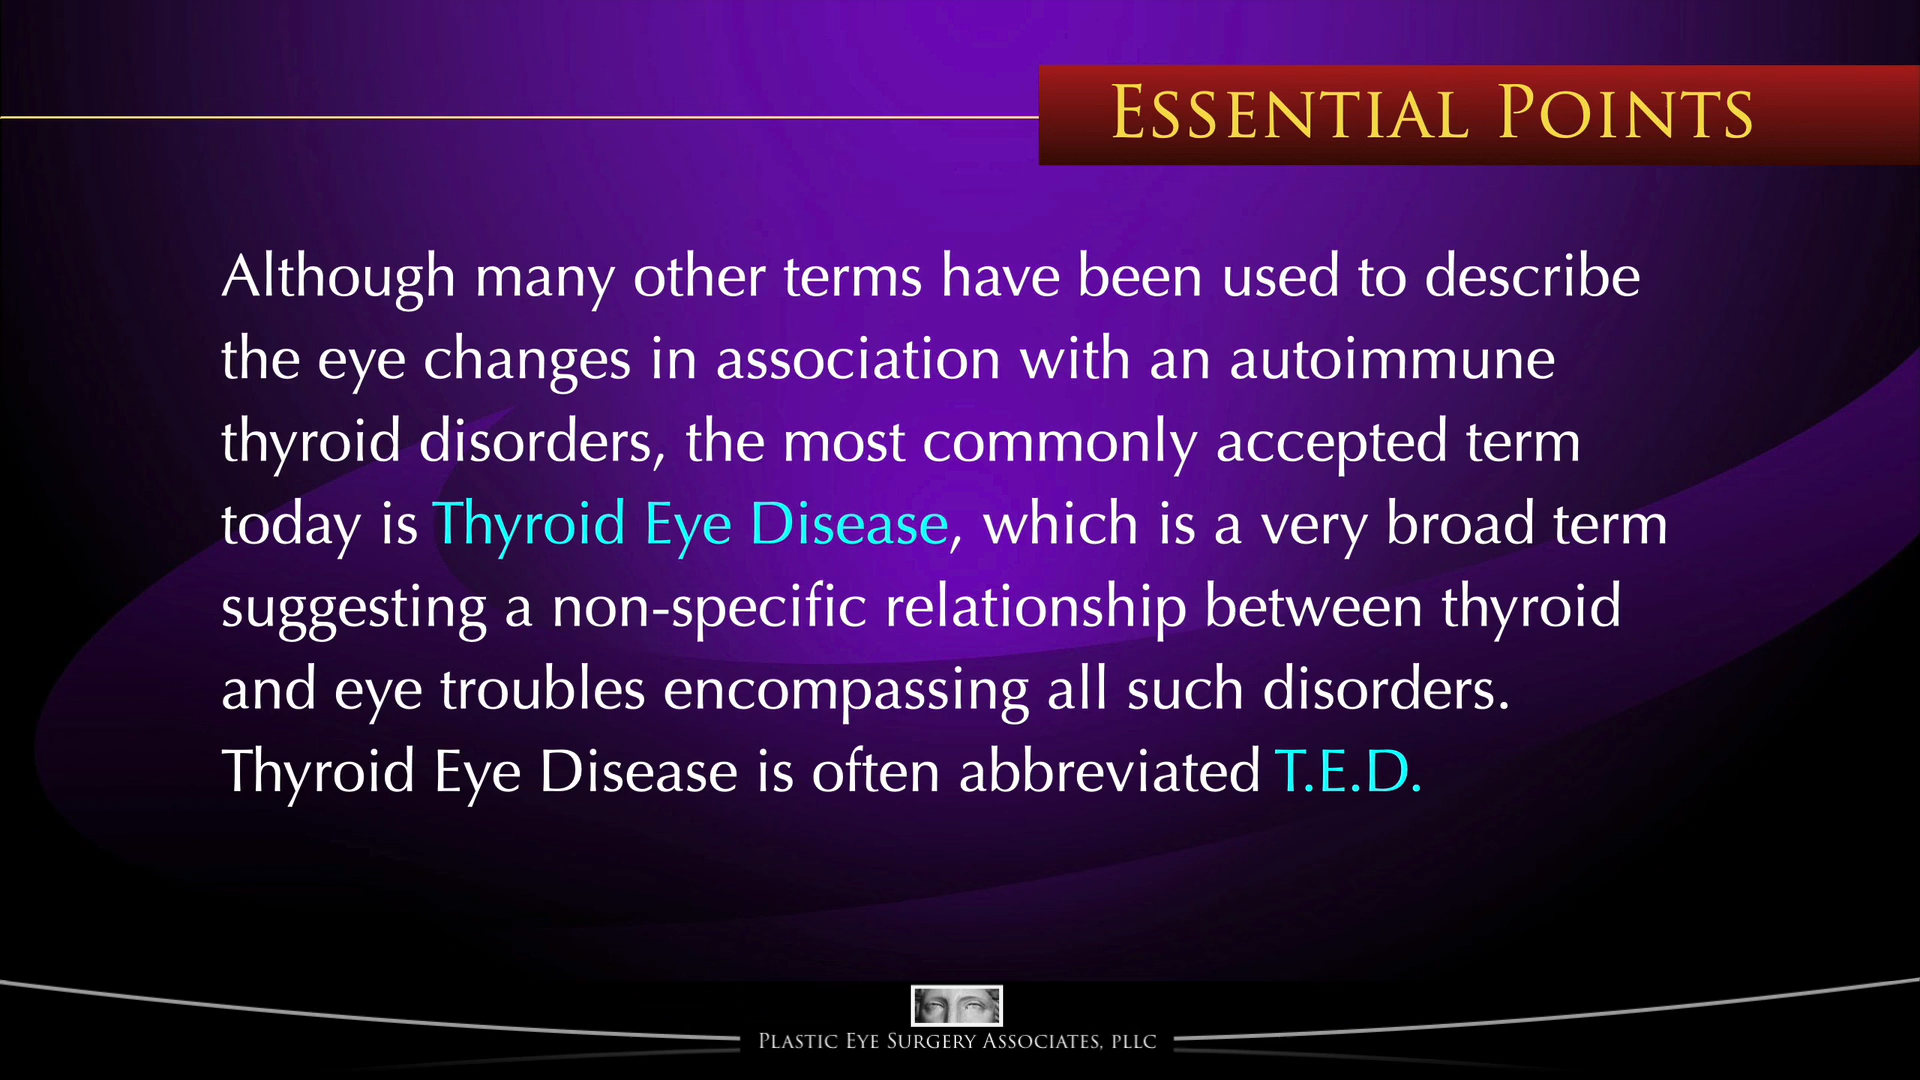 Essential Points
Although many other terms have been used to describe
the eye changes in association with an autoimmune
thyroid disorders, the most commonly accepted term
today is Thyroid Eye Disease, which is a very broad term
suggesting a non-specific relationship between thyroid
and eye troubles encompassing all such disorders.
Thyroid Eye Disease is often abbreviated T.E.D.
Plastic Eye Surgery Associates, PLLC